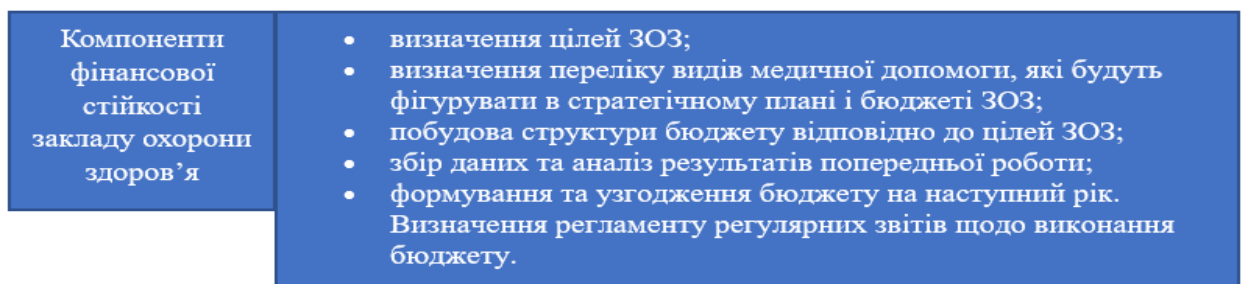 Компоненти
фінансової
стійкості
закладу охорони
здоров’я
• визначення цілей ЗОЗ;
• визначення переліку видів медичної допомоги, які будуть
фігурувати в стратегічному плані і бюджеті ЗОЗ;
• побудова структури бюджету відповідно до цілей ЗОЗ;
• збір даних та аналіз результатів попередньої роботи;
• формування та узгодження бюджету на наступний рік.
Визначення регламенту регулярних звітів щодо виконання
бюджету.